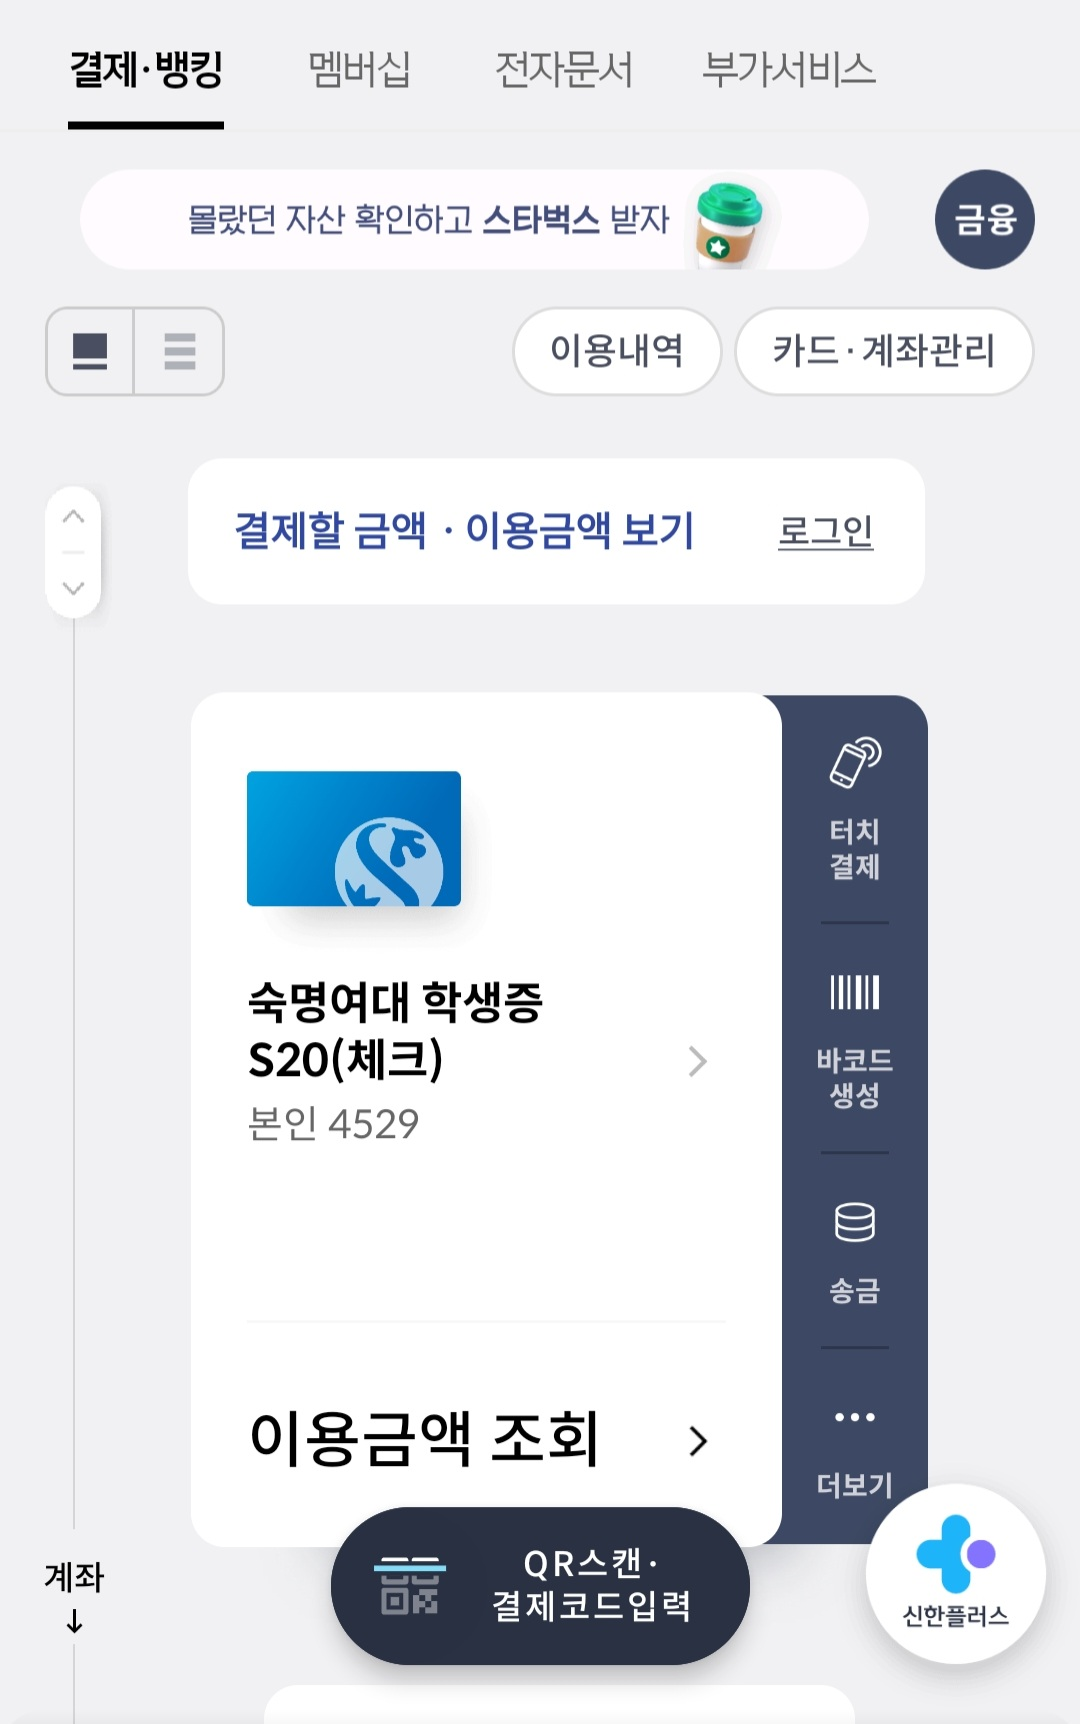 결제·뱅킹 멤버십 전자문서 부가서비스
몰랐던 자산 확인하고 스타벅스 받자
금융
이용내역 카드·계좌관리
결제할 금액 · 이용금액 보기 로그인
숙명여대 학생증
S20(체크)
본인 4529
이용금액 조회
터치
결제
바코드
생성
송금
더보기
계좌
QR스캔·
결제코드입력
신한플러스